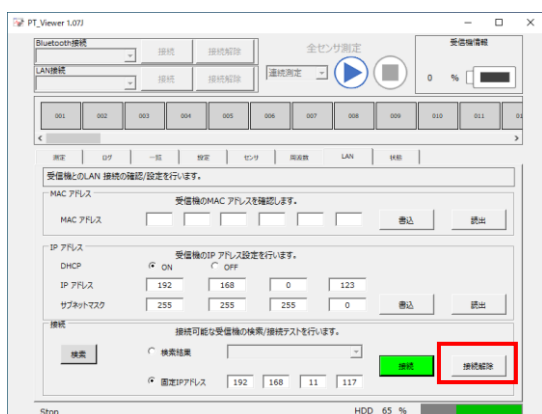 PT_Viewer 1.07J
Bluetooth接続
接続
接続解除
全センサ測定
受信機情報
LAN接続
接続
接続解除
連続測定
0 %
001 002 003 004 005 006 007 008 009 010 011 01
測定 ログ 一覧 設定 センサ 周波数 LAN 状態
受信機とのLAN 接続の確認/設定を行います。
MAC アドレス
受信機のMAC アドレスを確認します。
MAC アドレス
書込
読出
IP アドレス
受信機のIP アドレス設定を行います。
DHCP ON OFF
IP アドレス 192 168 0 123
サブネットマスク 255 255 255 0 書込 読出
接続
接続可能な受信機の検索/接続テストを行います。
検索
検索結果
接続
接続解除
固定IPアドレス 192 168 11 117
Stop HDD 65 %